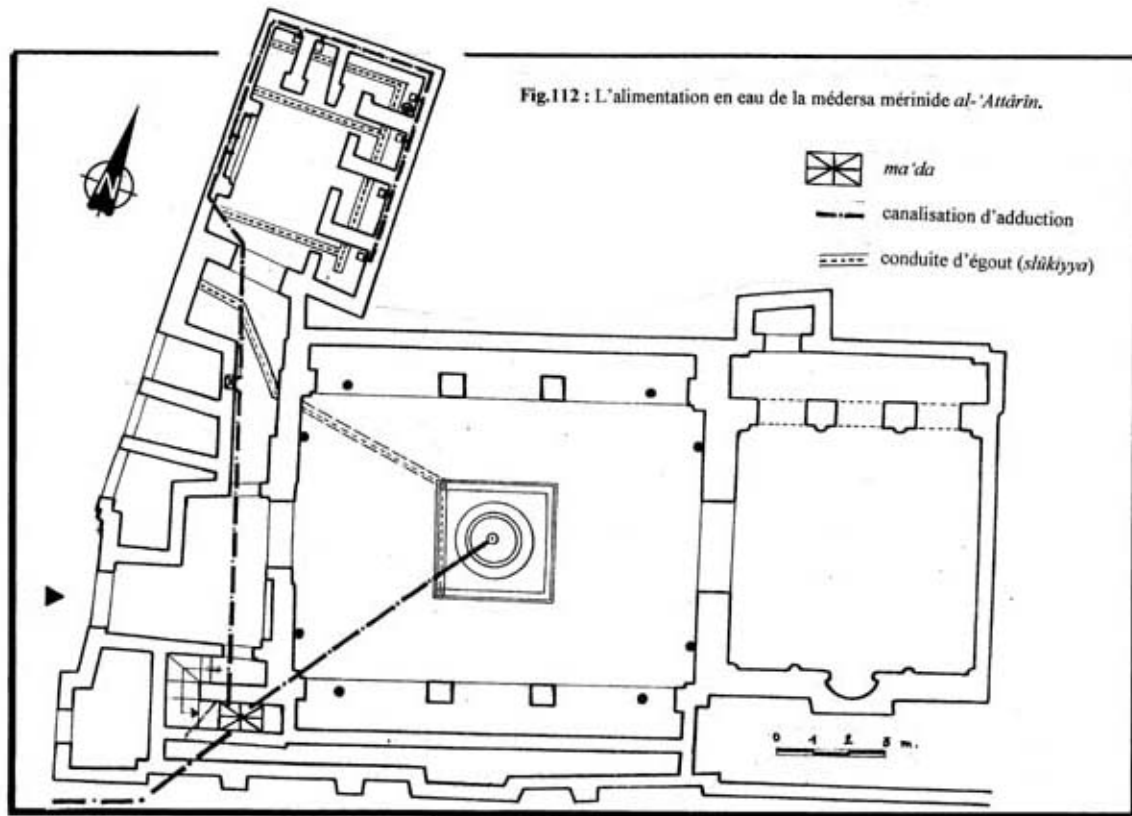 Fig.112 : L'alimentation en eau de la médersa mérinide al-'Attârîn.
N
ma'da
canalisation d'adduction
conduite d'égout (slûkiyya)
0 1 2 3 m.